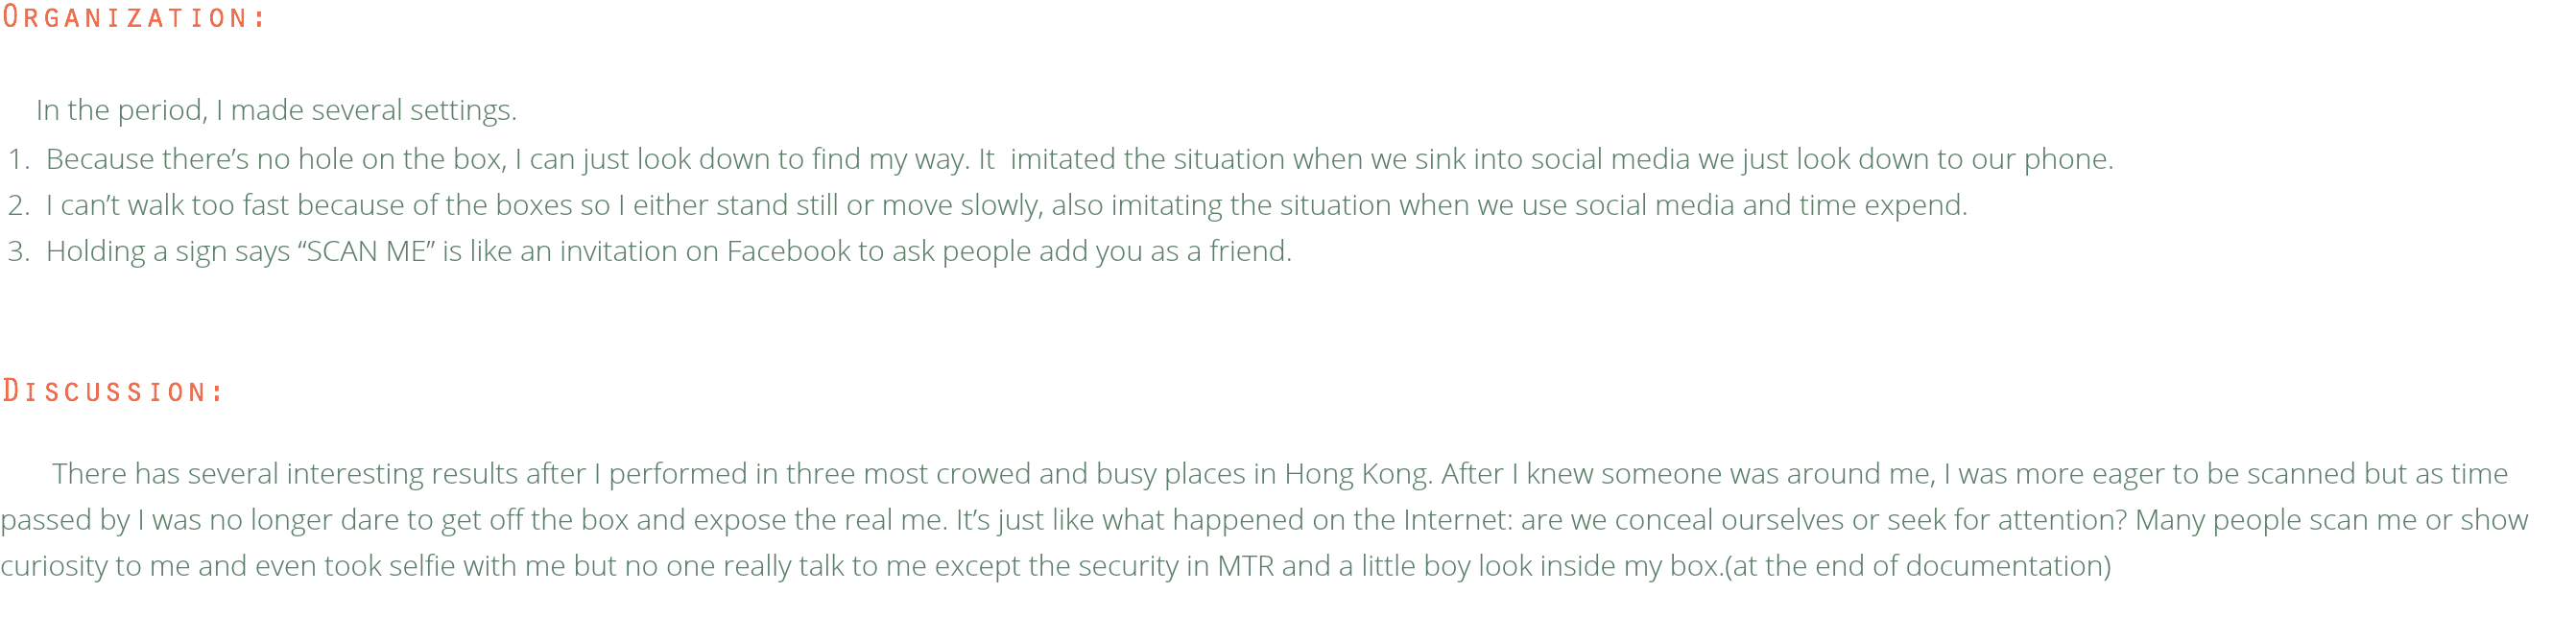 ORGANIZATION:
In the period, I made several settings.
1. Because there's no hole on the box, I can just look down to find my way. It  imitated the situation when we sink into social media we just look down to our phone.
2. I can't walk too fast because of the boxes so I either stand still or move slowly, also imitating the situation when we use social media and time expend.
3. Holding a sign says “SCAN ME” is like an invitation on Facebook to ask people add you as a friend.
DISCUSSION:
There has several interesting results after I performed in three most crowed and busy places in Hong Kong. After I knew someone was around me, I was more eager to be scanned but as time
passed by I was no longer dare to get off the box and expose the real me. It's just like what happened on the Internet: are we conceal ourselves or seek for attention? Many people scan me or show
curiosity to me and even took selfie with me but no one really talk to me except the security in MTR and a little boy look inside my box.(at the end of documentation)